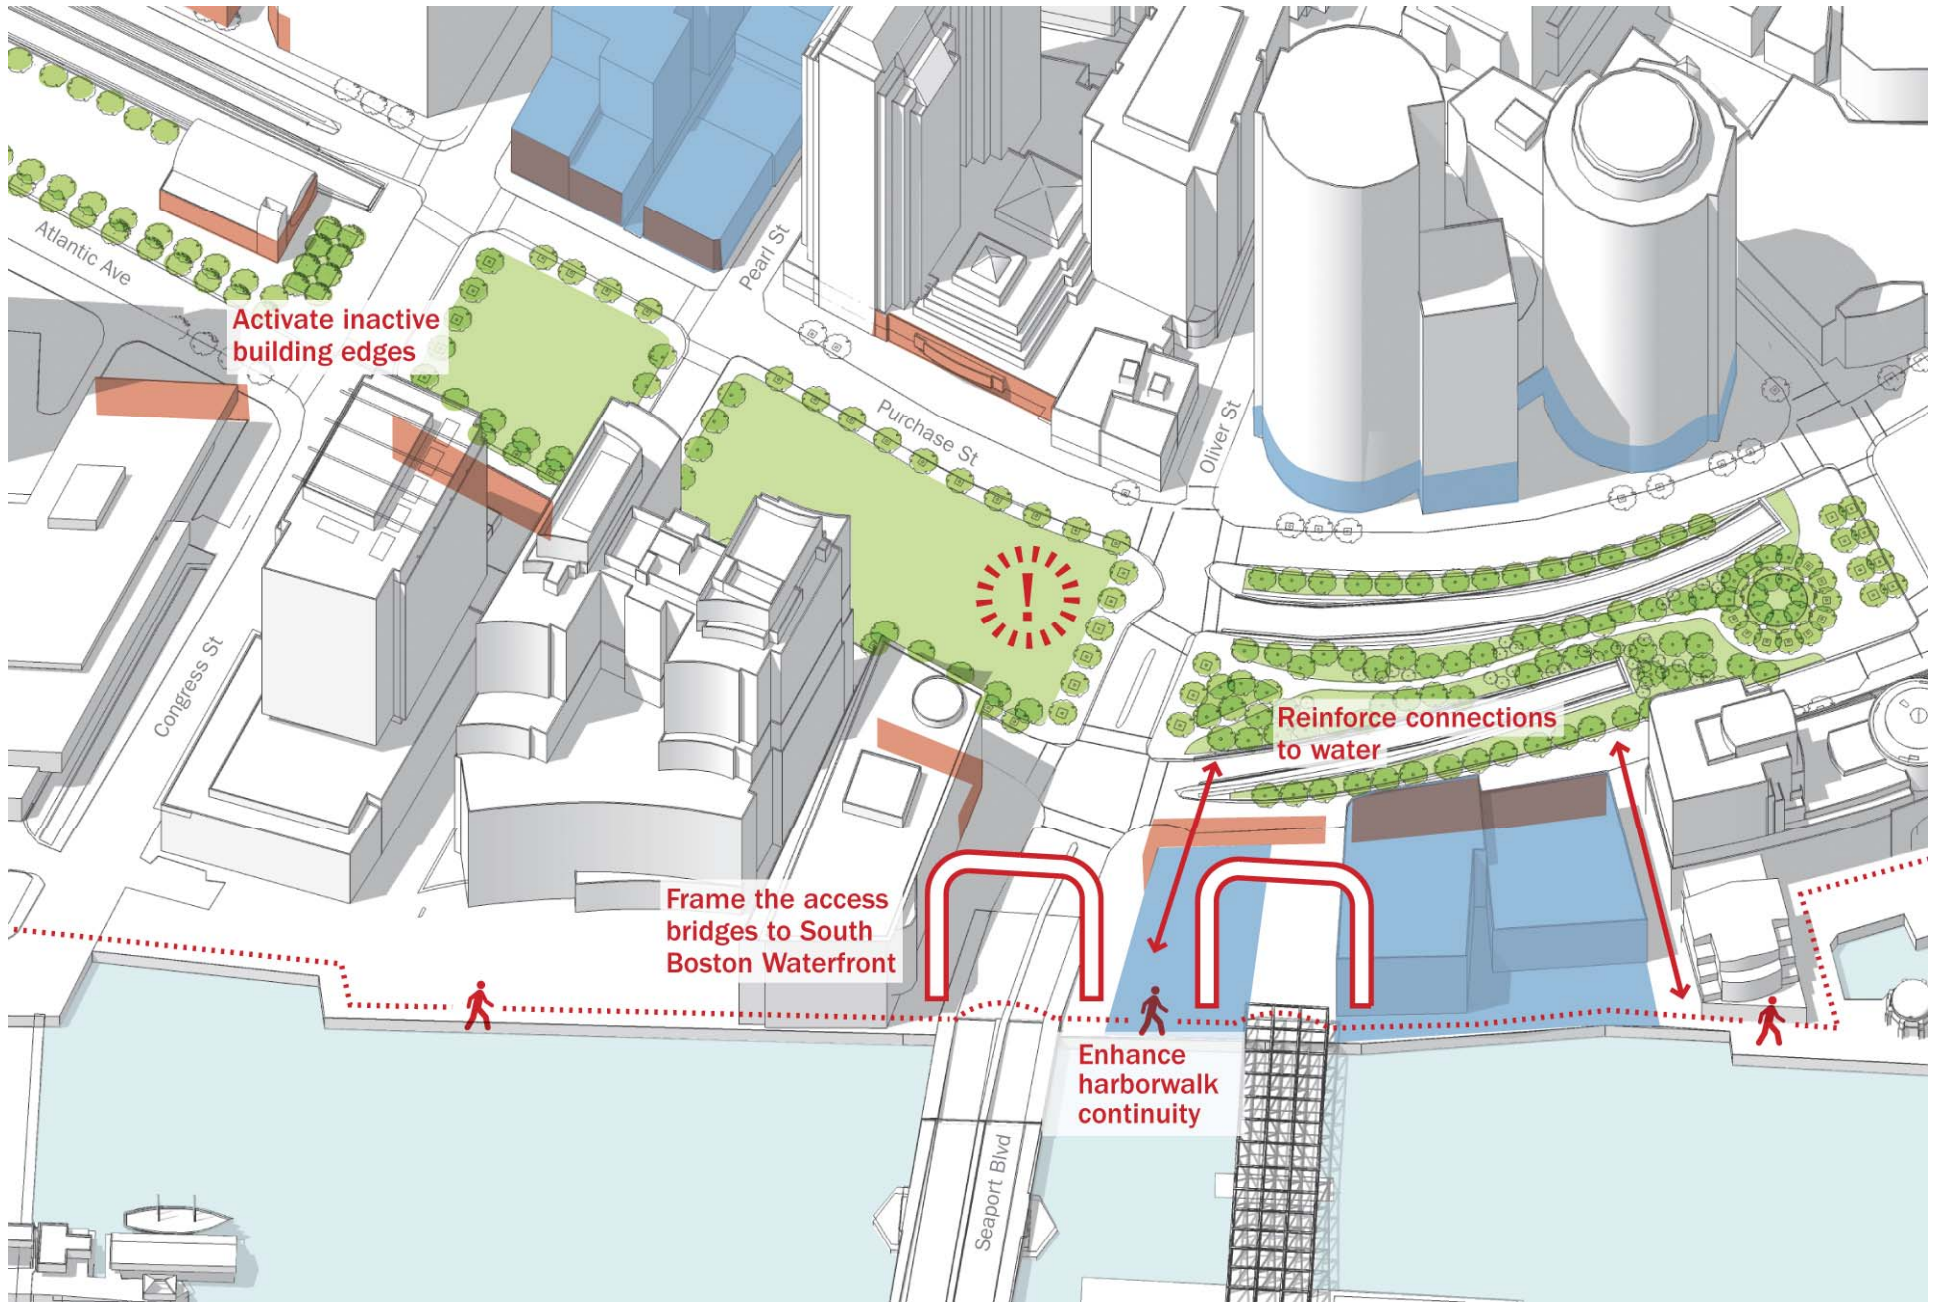 Pearl St
Atlantic Ave
Activate inactive
building edges
Purchase St
Oliver St
!
Congress St
Reinforce connections
to water
Frame the access
bridges to South
Boston Waterfront
Enhance
harborwalk
continuity
Seaport Blvd